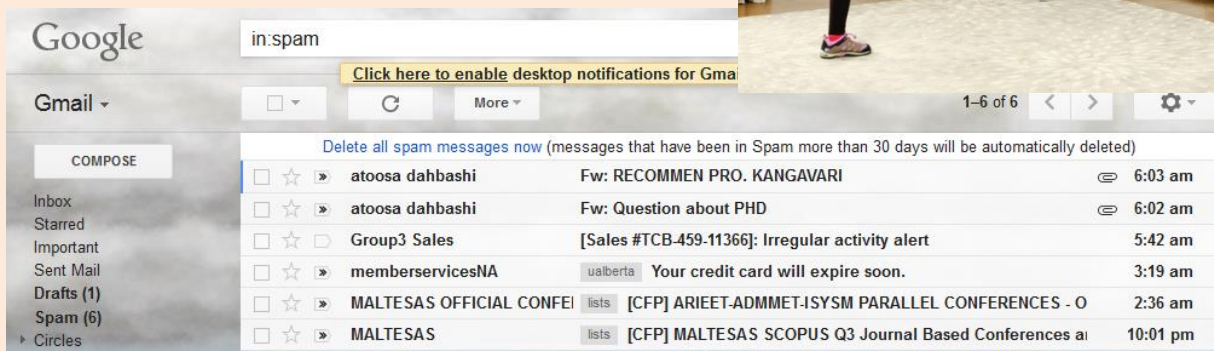 Google
in:spam
Click here to enable desktop notifications for Gmai
Gmail
More
1–6 of 6
COMPOSE
Delete all spam messages now (messages that have been in Spam more than 30 days will be automatically deleted)
Inbox
Starred
Important
Sent Mail
Drafts (1)
Spam (6)
Circles
atoosa dahbashi Fw: RECOMMEN PRO. KANGAVARI 6:03 am
atoosa dahbashi Fw: Question about PHD 6:02 am
Group3 Sales [Sales #TCB-459-11366]: Irregular activity alert 5:42 am
memberservicesNA ualberta Your credit card will expire soon. 3:19 am
MALTESAS OFFICIAL CONFE lists [CFP] ARIEET-ADMMET-ISYSM PARALLEL CONFERENCES - O 2:36 am
MALTESAS lists [CFP] MALTESAS SCOPUS Q3 Journal Based Conferences a 10:01 pm